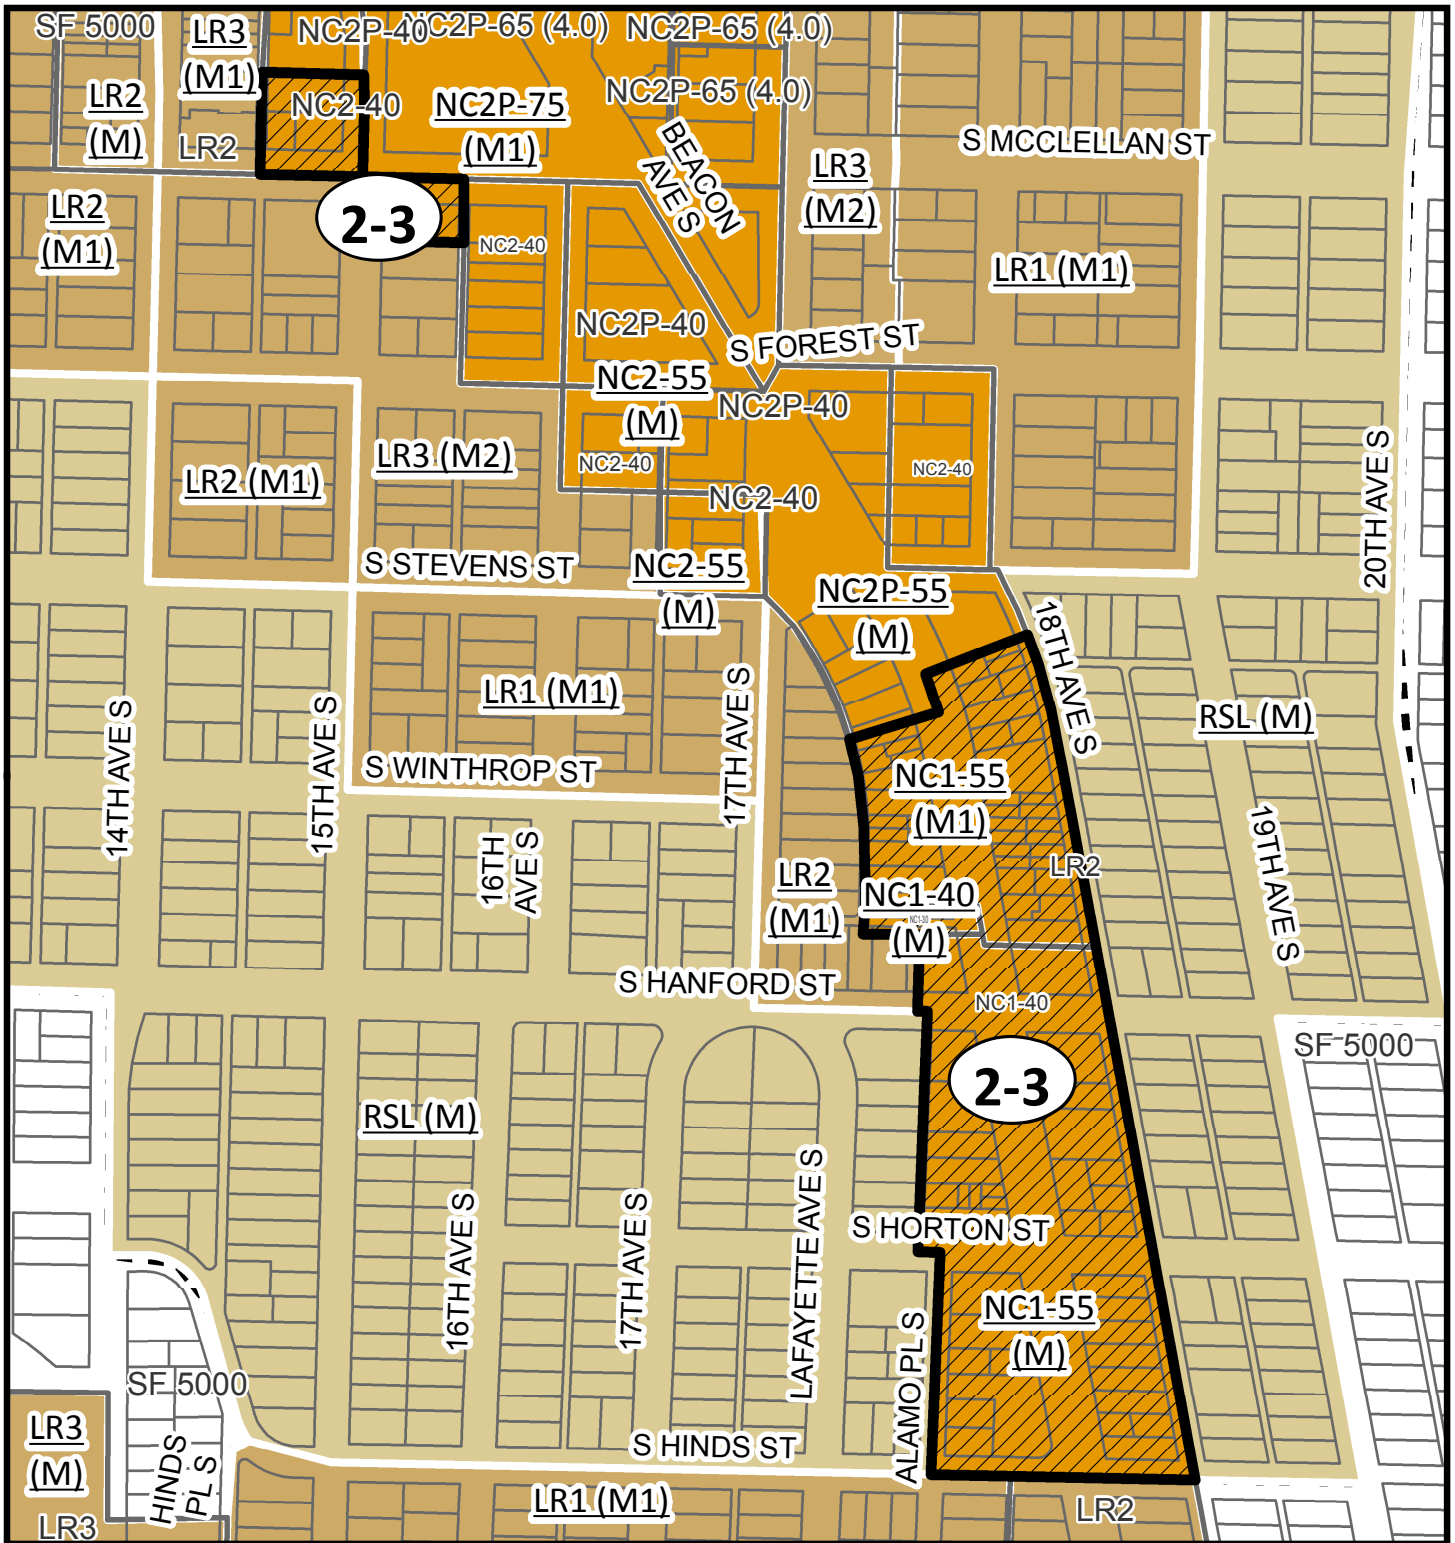 SF 5000
LR3
(M1)
NC2P-40
NC2P-65 (4.0)
NC2P-65 (4.0)
LR2
(M)
NC2-40
NC2P-75
(M1)
NC2P-65 (4.0)
LR2
BEACON
AVE S
S MCCLELLAN ST
LR3
(M2)
LR2
(M1)
2-3
NC2-40
LR1 (M1)
NC2P-40
S FOREST ST
NC2-55
(M)
NC2P-40
LR2 (M1)
LR3 (M2)
NC2-40
NC2-40
NC2-40
20TH AVE S
S STEVENS ST
NC2-55
(M)
NC2P-55
(M)
18TH AVE S
14TH AVE S
15TH AVE S
LR1 (M1)
17TH AVE S
RSL (M)
S WINTHROP ST
NC1-55
(M1)
16TH
AVE S
LR2
(M1)
LR2
19TH AVE S
NC1-40
NC1-30
(M)
S HANFORD ST
NC1-40
SF 5000
2-3
RSL (M)
16TH AVE S
17TH AVE S
LAFAYETTE AVE S
S HORTON ST
NC1-55
(M)
ALAMO PL S
SF 5000
LR3
(M)
HINDS
PL S
S HINDS ST
LR1 (M1)
LR2
LR3